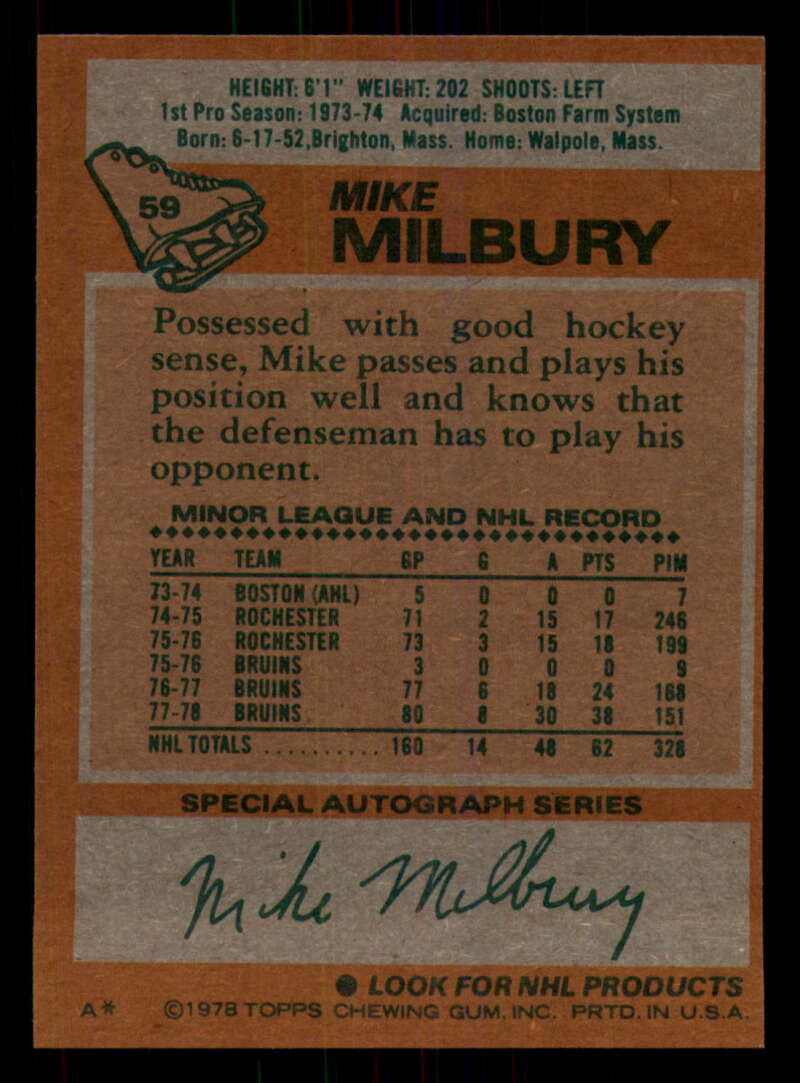 HEIGHT: 6'1" WEIGHT: 202 SHOOTS: LEFT
1st Pro Season: 1973-74 Acquired: Boston Farm System
Born: 6-17-52, Brighton, Mass. Home: Walpole, Mass.
59
MIKE
MILBURY
Possessed with good hockey
sense, Mike passes and plays his
position well and knows that
the defenseman has to play his
opponent.
MINOR LEAGUE AND NHL RECORD
YEAR TEAM GP G A PTS PIM
73-74 BOSTON (AHL) 5 0 0 0 7
74-75 ROCHESTER 71 2 15 17 246
75-76 ROCHESTER 73 3 15 18 199
75-76 BRUINS 3 0 0 0 9
76-77 BRUINS 77 6 18 24 168
77-78 BRUINS 80 8 30 38 151
NHL TOTALS .......... 160 14 48 62 328
SPECIAL AUTOGRAPH SERIES
Mike Milbury
● LOOK FOR NHL PRODUCTS
A* ©1978 TOPPS CHEWING GUM, INC. PRTD. IN U.S.A.